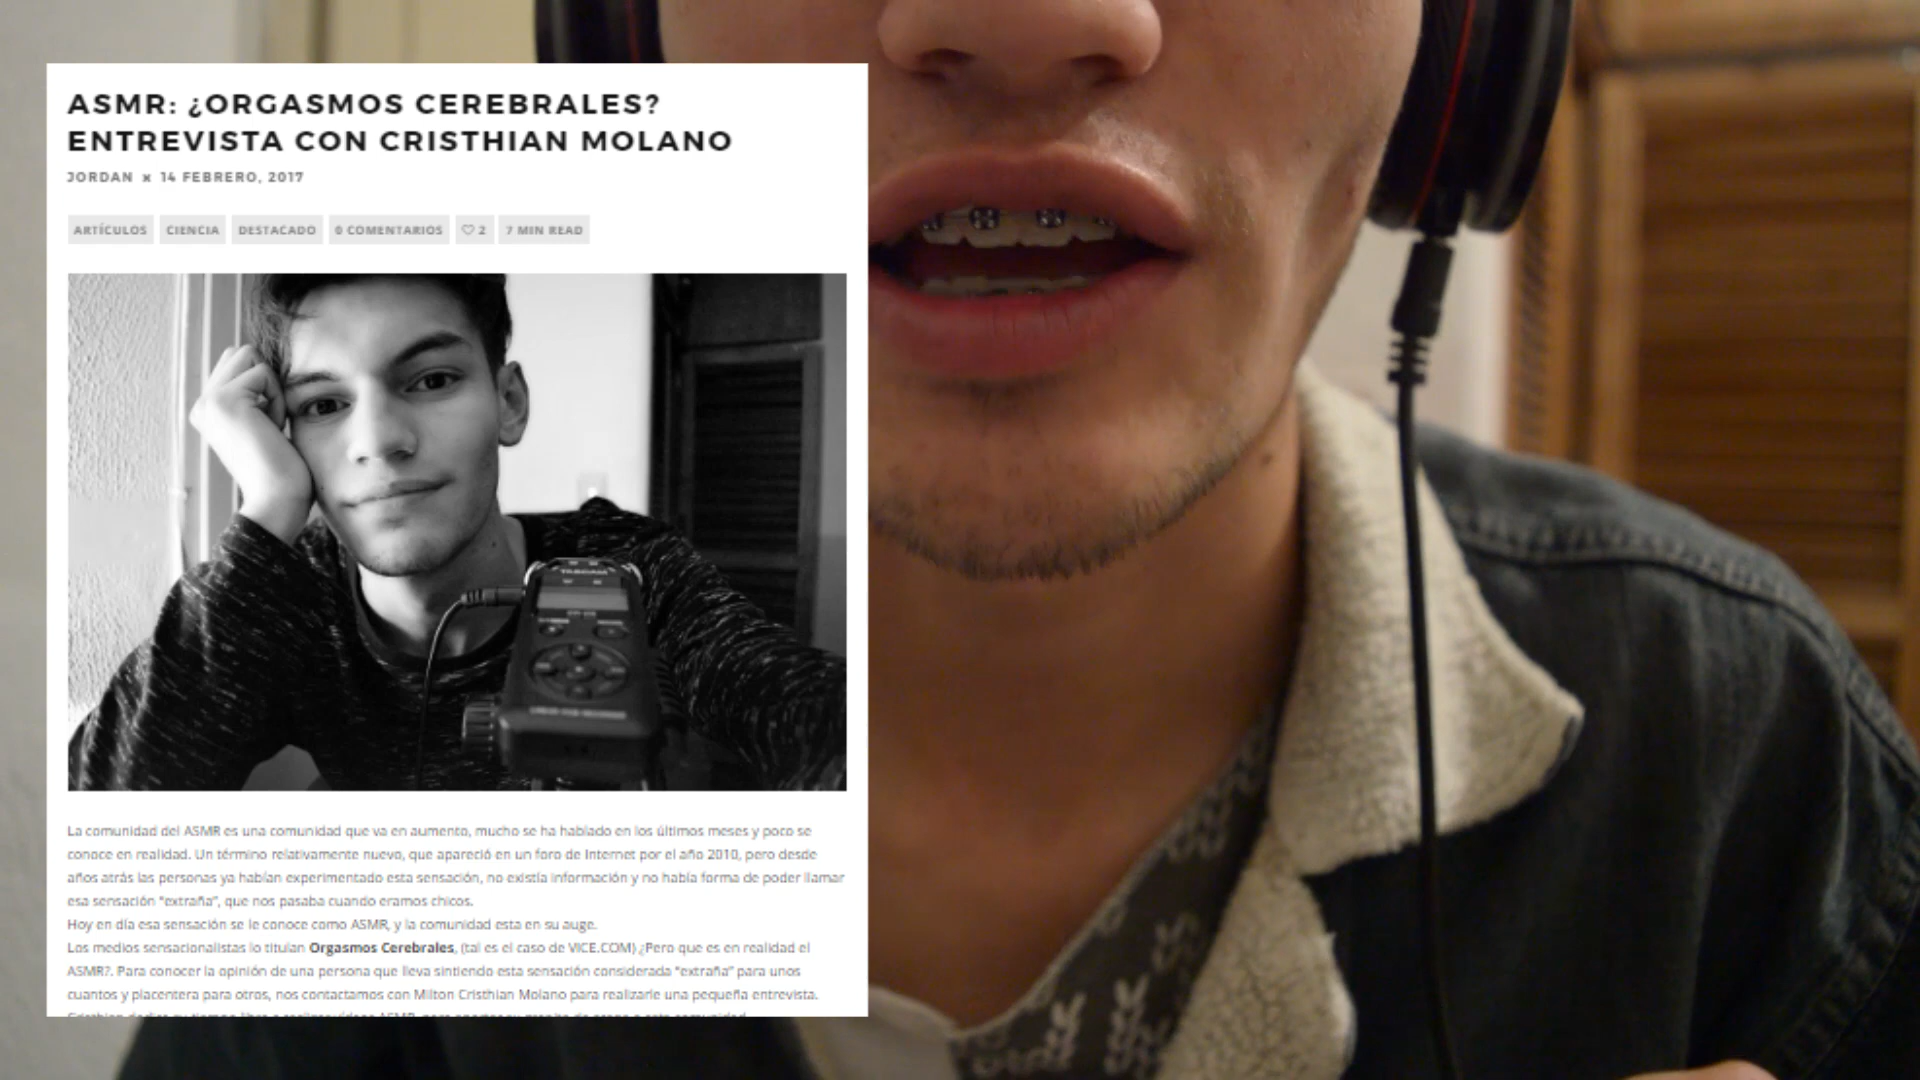 ASMR: ¿ORGASMOS CEREBRALES?
ENTREVISTA CON CRISTHIAN MOLANO
JORDAN × 14 FEBRERO, 2017
ARTÍCULOS CIENCIA DESTACADO 0 COMENTARIOS ♡ 2 7 MIN READ
TASCAM
La comunidad del ASMR es una comunidad que va en aumento, mucho se ha hablado en los últimos meses y poco se
conoce en realidad. Un término relativamente nuevo, que apareció en un foro de Internet por el año 2010, pero desde
años atrás las personas ya habían experimentado esta sensación, no existía información y no había forma de poder llamar
esa sensación "extraña", que nos pasaba cuando eramos chicos.
Hoy en día esa sensación se le conoce como ASMR, y la comunidad esta en su auge.
Los medios sensacionalistas lo titulan Orgasmos Cerebrales, (tal es el caso de VICE.COM) ¿Pero que es en realidad el
ASMR?. Para conocer la opinión de una persona que lleva sintiendo esta sensación considerada "extraña" para unos
cuantos y placentera para otros, nos contactamos con Milton Cristhian Molano para realizarle una pequeña entrevista.